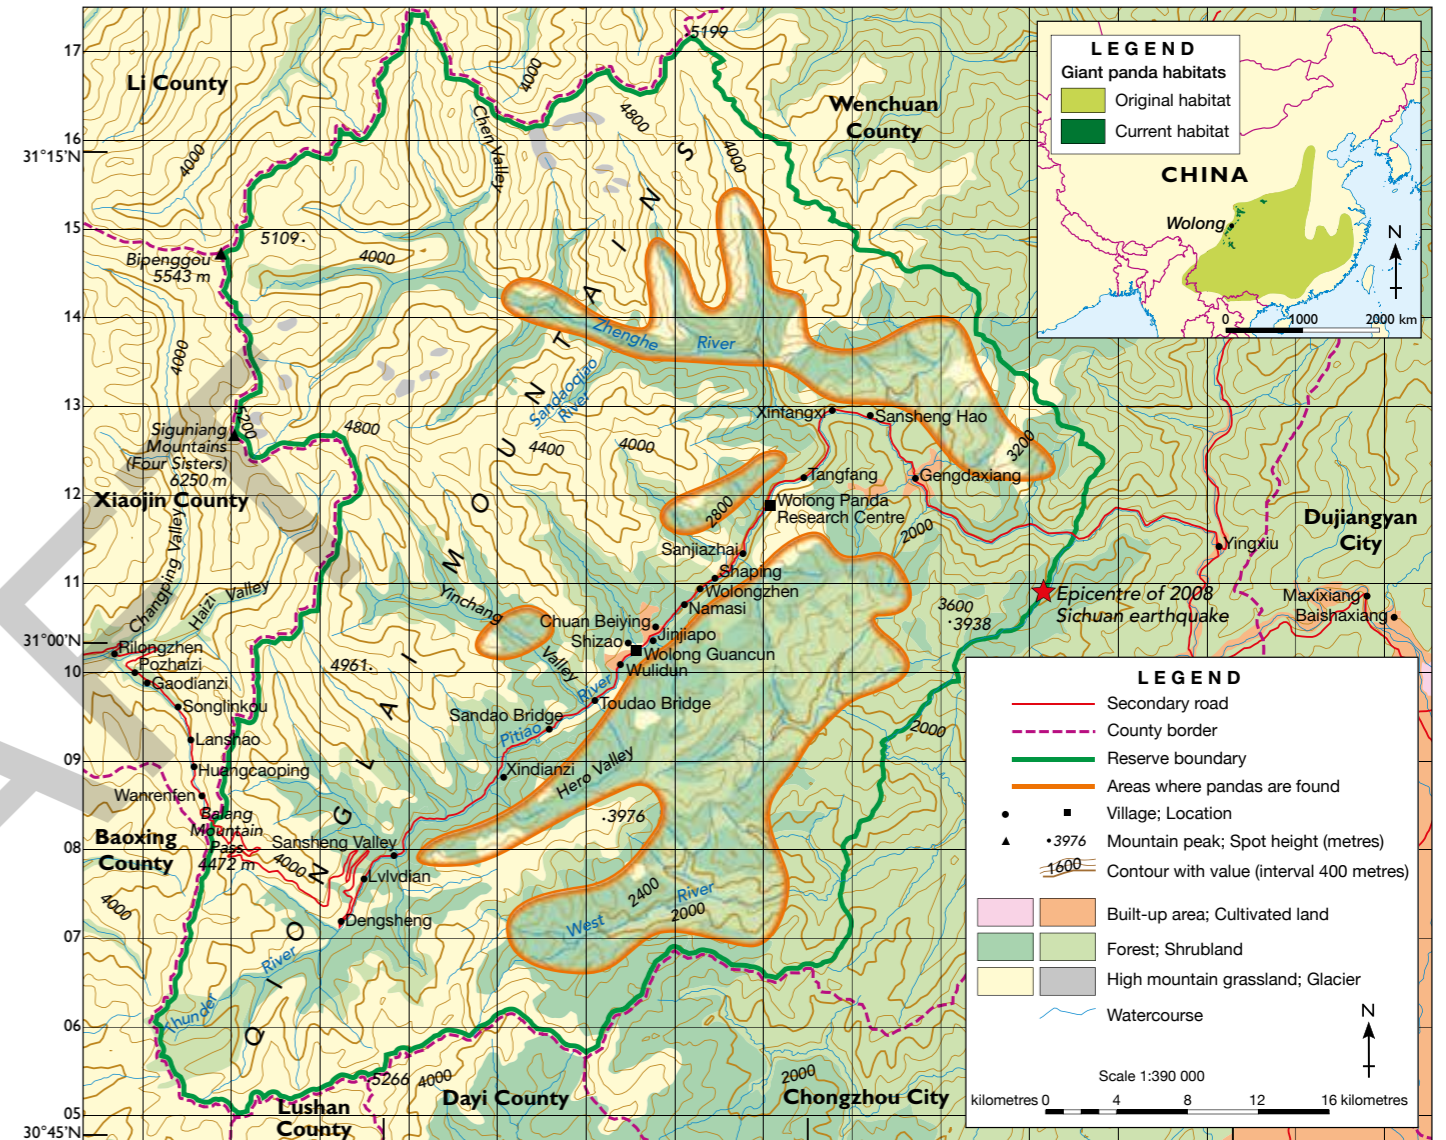 17
16
31°15'N
15
14
13
12
11
31°00'N
10
09
08
07
06
05
30°45'N
Li County
4000
Chen Valley
4000
4800
5199
4000
Wenchuan
County
5109
4000
Bipenggou
5543 m
4000
5200
Siguniang
Mountains
(Four Sisters)
6250 m
4800
Xiaojin County
Changping Valley
Haizi Valley
QIONGLAI MOUNTAINS
Zhenghe River
Sandaoqiao
River
4400
4000
Xintangxi
Sansheng Hao
3200
Tangfang
Gengdaxiang
2800
Wolong Panda
Research Centre
2000
Sanjiazhai
Shaping
Wolongzhen
Namasi
Yinchang
Valley
Chuan Beiying
Shizao
Jinjiapo
Wolong Guancun
Wulidun
Toudao Bridge
Sandao Bridge
Pitiao River
Xindianzi
Hero Valley
3976
Rilongzhen
Pozhaizi
Gaodianzi
Songlinkou
Lanshao
Huangcaoping
Wanrenfen
4961
Balang
Mountain
Pass
4472 m
Baoxing
County
4000
4000
Sansheng Valley
Lvlvdian
Dengsheng
Thunder River
West River
2400
2000
2000
3600
3938
Epicentre of 2008
Sichuan earthquake
Yingxiu
Dujiangyan
City
Maxixiang
Baishaxiang
5266
4000
Lushan
County
Dayi County
2000
Chongzhou City
LEGEND
Giant panda habitats
Original habitat
Current habitat
CHINA
Wolong
N
0 1000 2000 km
LEGEND
Secondary road
County border
Reserve boundary
Areas where pandas are found
Village; Location
3976 Mountain peak; Spot height (metres)
1600 Contour with value (interval 400 metres)
Built-up area; Cultivated land
Forest; Shrubland
High mountain grassland; Glacier
Watercourse
N
Scale 1:390 000
kilometres 0 4 8 12 16 kilometres